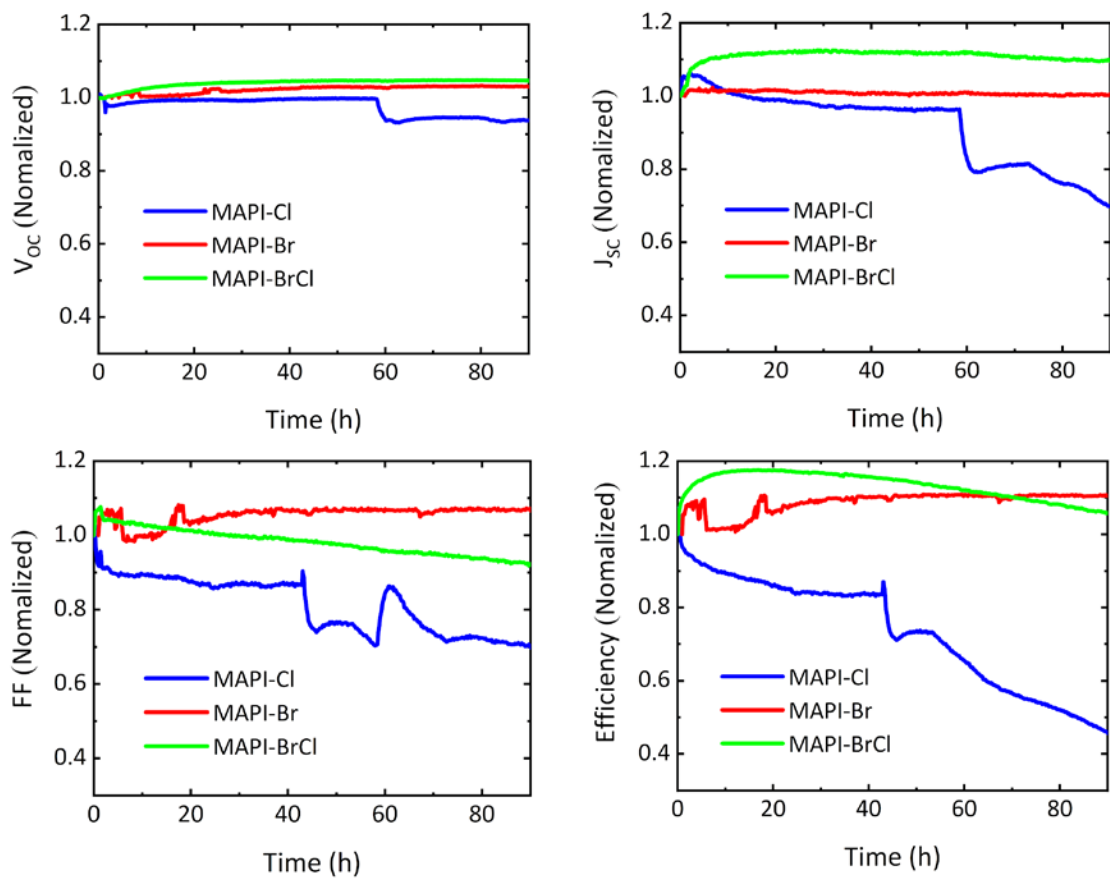 1.2
1.0
0.8
0.6
0.4
V_OC (Nomalized)
MAPI-Cl
MAPI-Br
MAPI-BrCl
0 20 40 60 80
Time (h)
1.2
1.0
0.8
0.6
0.4
J_SC (Nomalized)
MAPI-Cl
MAPI-Br
MAPI-BrCl
0 20 40 60 80
Time (h)
1.2
1.0
0.8
0.6
0.4
FF (Nomalized)
MAPI-Cl
MAPI-Br
MAPI-BrCl
0 20 40 60 80
Time (h)
1.2
1.0
0.8
0.6
0.4
Efficiency (Nomalized)
MAPI-Cl
MAPI-Br
MAPI-BrCl
0 20 40 60 80
Time (h)